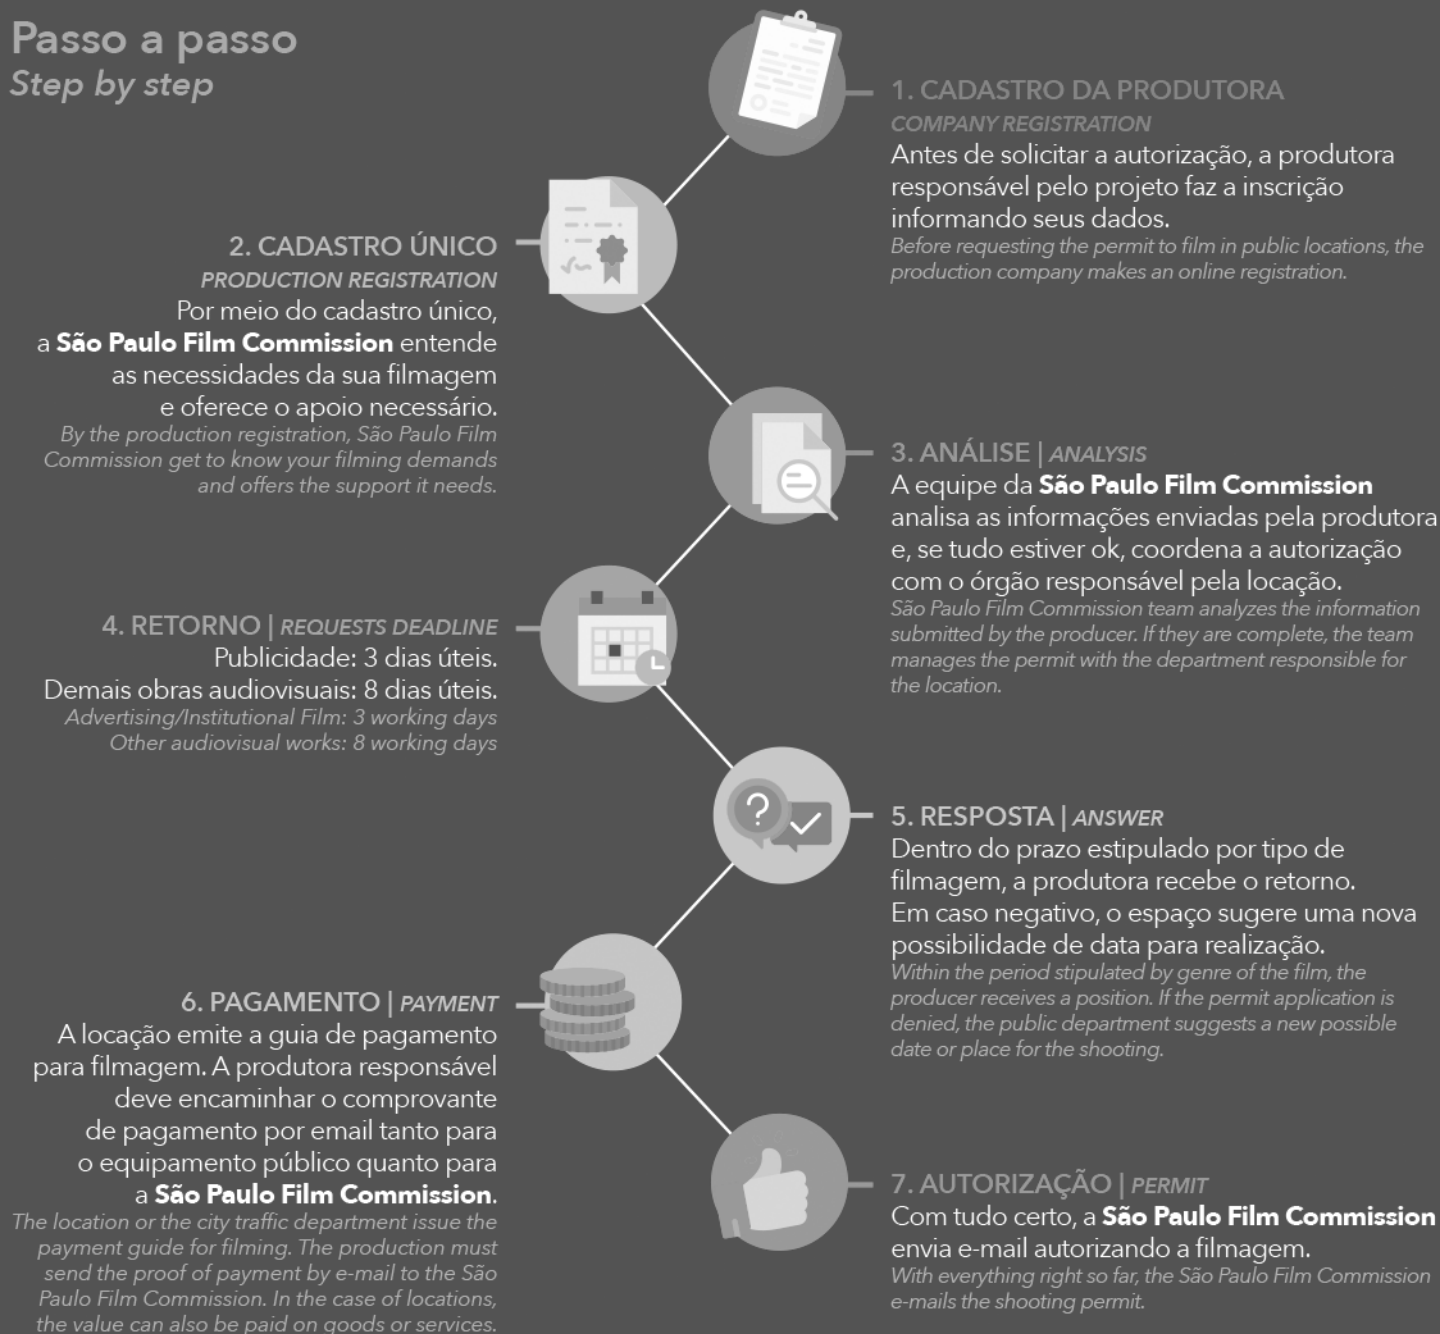 Passo a passo
Step by step
1. CADASTRO DA PRODUTORA
COMPANY REGISTRATION
Antes de solicitar a autorização, a produtora
responsável pelo projeto faz a inscrição
informando seus dados.
Before requesting the permit to film in public locations, the
production company makes an online registration.
2. CADASTRO ÚNICO
PRODUCTION REGISTRATION
Por meio do cadastro único,
a São Paulo Film Commission entende
as necessidades da sua filmagem
e oferece o apoio necessário.
By the production registration, São Paulo Film
Commission get to know your filming demands
and offers the support it needs.
3. ANÁLISE | ANALYSIS
A equipe da São Paulo Film Commission
analisa as informações enviadas pela produtora
e, se tudo estiver ok, coordena a autorização
com o órgão responsável pela locação.
São Paulo Film Commission team analyzes the information
submitted by the producer. If they are complete, the team
manages the permit with the department responsible for
the location.
4. RETORNO | REQUESTS DEADLINE
Publicidade: 3 dias úteis.
Demais obras audiovisuais: 8 dias úteis.
Advertising/Institutional Film: 3 working days
Other audiovisual works: 8 working days
5. RESPOSTA | ANSWER
Dentro do prazo estipulado por tipo de
filmagem, a produtora recebe o retorno.
Em caso negativo, o espaço sugere uma nova
possibilidade de data para realização.
Within the period stipulated by genre of the film, the
producer receives a position. If the permit application is
denied, the public department suggests a new possible
date or place for the shooting.
6. PAGAMENTO | PAYMENT
A locação emite a guia de pagamento
para filmagem. A produtora responsável
deve encaminhar o comprovante
de pagamento por email tanto para
o equipamento público quanto para
a São Paulo Film Commission.
The location or the city traffic department issue the
payment guide for filming. The production must
send the proof of payment by e-mail to the São
Paulo Film Commission. In the case of locations,
the value can also be paid on goods or services.
7. AUTORIZAÇÃO | PERMIT
Com tudo certo, a São Paulo Film Commission
envia e-mail autorizando a filmagem.
With everything right so far, the São Paulo Film Commission
e-mails the shooting permit.